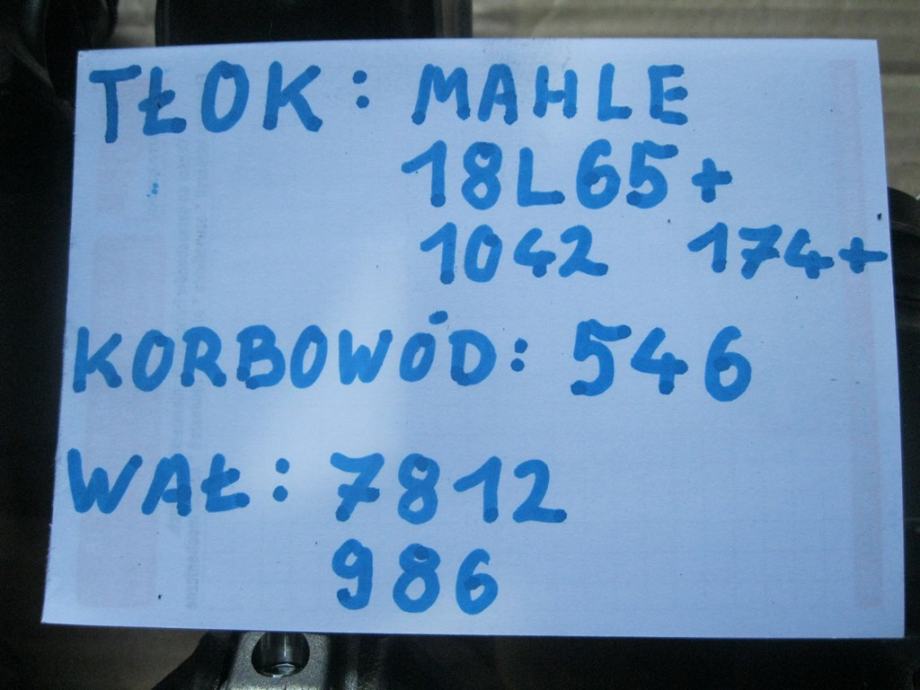 TŁOK: MAHLE
18L65+
1042 174+
KORBOWÓD: 546
WAŁ: 7812
986